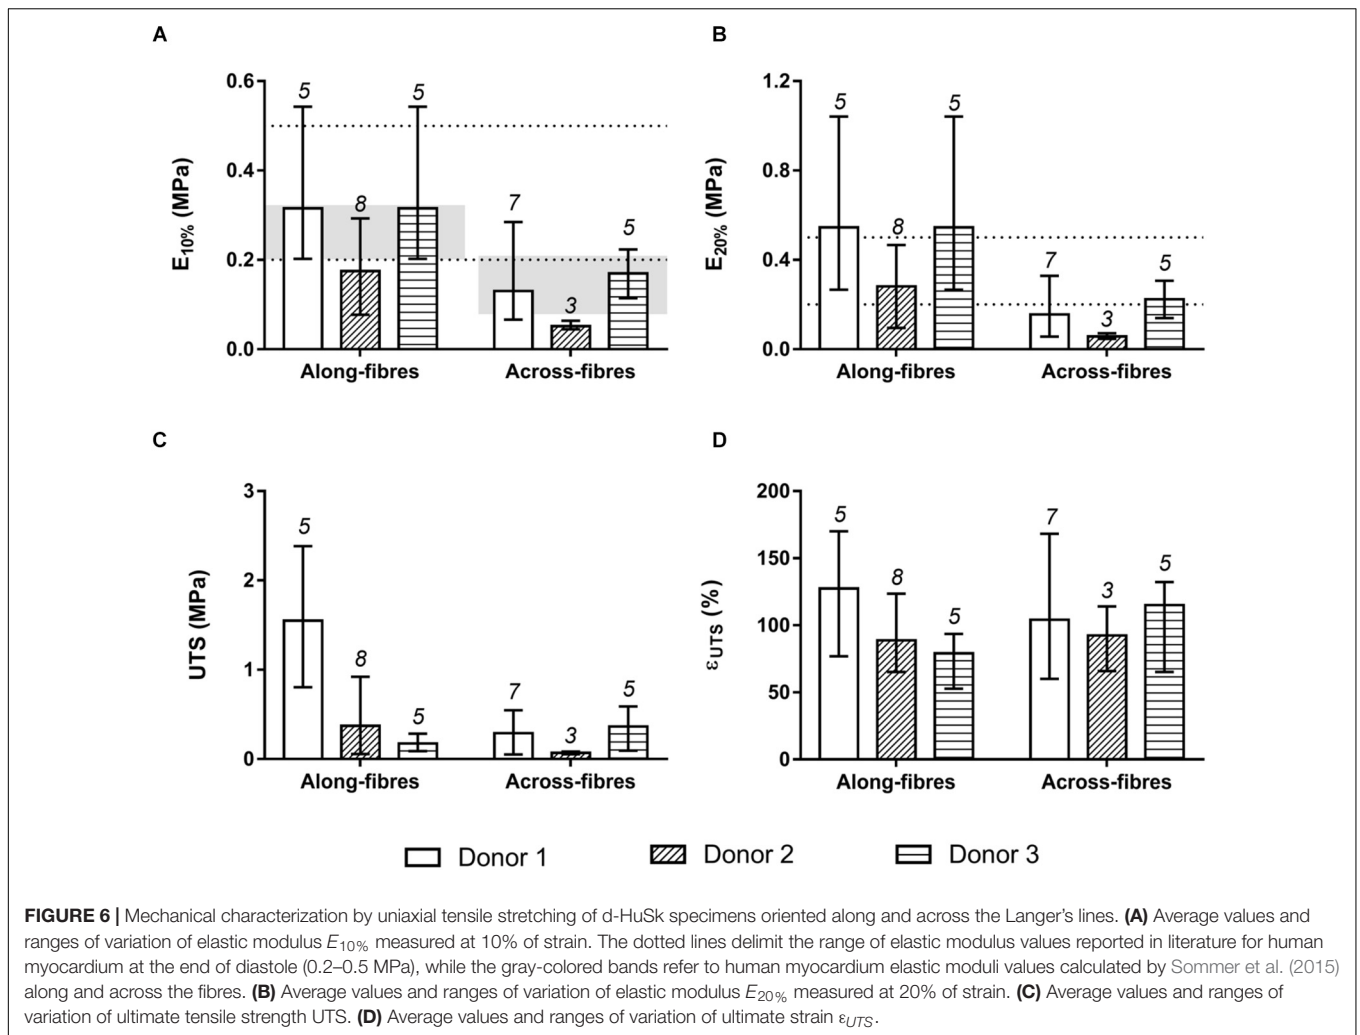 A
E10% (MPa)
0.6
0.4
0.2
0.0
5
8
5
7
3
5
Along-fibres
Across-fibres
B
E20% (MPa)
1.2
0.8
0.4
0.0
5
8
5
7
3
5
Along-fibres
Across-fibres
C
UTS (MPa)
3
2
1
0
5
8
5
7
3
5
Along-fibres
Across-fibres
D
εUTS (%)
200
150
100
50
0
5
8
5
7
3
5
Along-fibres
Across-fibres
Donor 1
Donor 2
Donor 3
FIGURE 6 | Mechanical characterization by uniaxial tensile stretching of d-HuSk specimens oriented along and across the Langer's lines. (A) Average values and
ranges of variation of elastic modulus E10% measured at 10% of strain. The dotted lines delimit the range of elastic modulus values reported in literature for human
myocardium at the end of diastole (0.2–0.5 MPa), while the gray-colored bands refer to human myocardium elastic moduli values calculated by Sommer et al. (2015)
along and across the fibres. (B) Average values and ranges of variation of elastic modulus E20% measured at 20% of strain. (C) Average values and ranges of
variation of ultimate tensile strength UTS. (D) Average values and ranges of variation of ultimate strain εUTS.